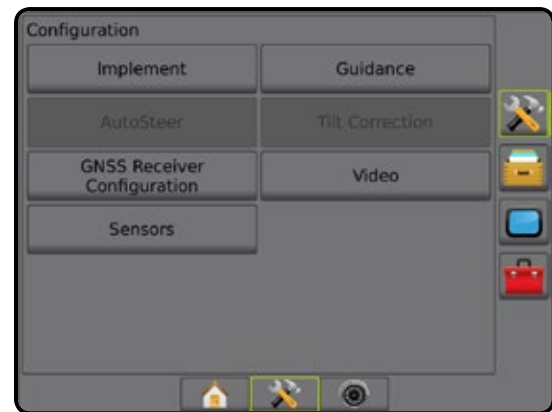 Configuration
Implement
Guidance
AutoSteer
Tilt Correction
GNSS Receiver
Configuration
Video
Sensors